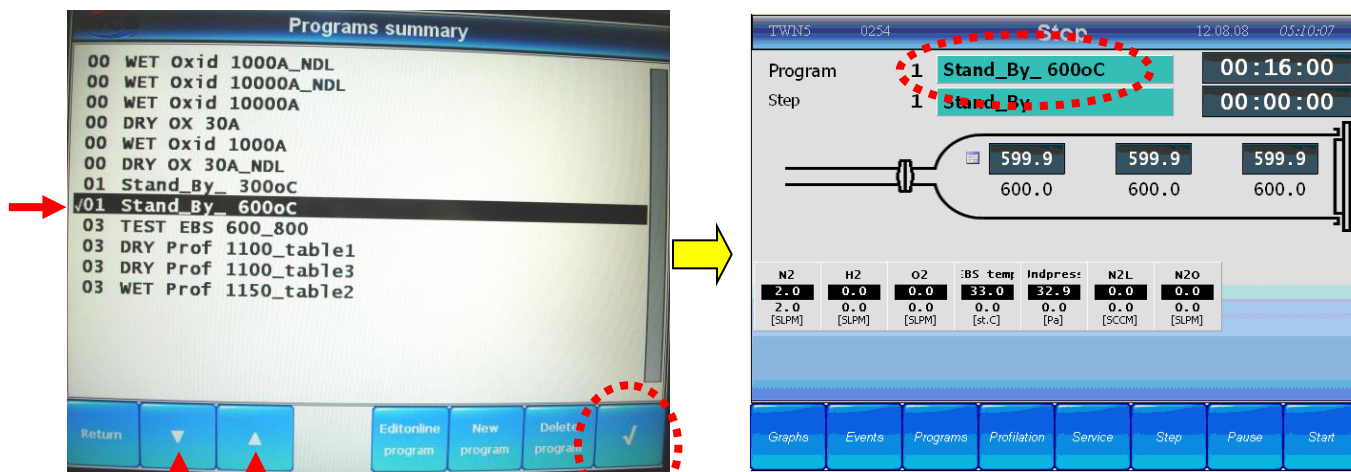 Programs summary
00 WET Oxid 1000A_NDL
00 WET Oxid 10000A_NDL
00 WET Oxid 10000A
00 DRY OX 30A
00 WET Oxid 1000A
00 DRY OX 30A_NDL
01 Stand_By_ 300oC
√01 Stand_By_ 600oC
03 TEST EBS 600_800
03 DRY Prof 1100_table1
03 DRY Prof 1100_table3
03 WET Prof 1150_table2
Return ▼ ▲ Editonline program New program Delete program √
TWN5 0254 Stop 12.08.08 05:10:07
Program 1 Stand_By_ 600oC 00:16:00
Step 1 Stand_By 00:00:00
599.9 599.9 599.9
600.0 600.0 600.0
N2 H2 O2 EBS temp Indpress N2L N2O
2.0 0.0 0.0 33.0 32.9 0.0 0.0
2.0 0.0 0.0 0.0 0.0 0.0 0.0
[SLPM] [SLPM] [SLPM] [st.C] [Pa] [SCCM] [SLPM]
Graphs Events Programs Profilation Service Step Pause Start